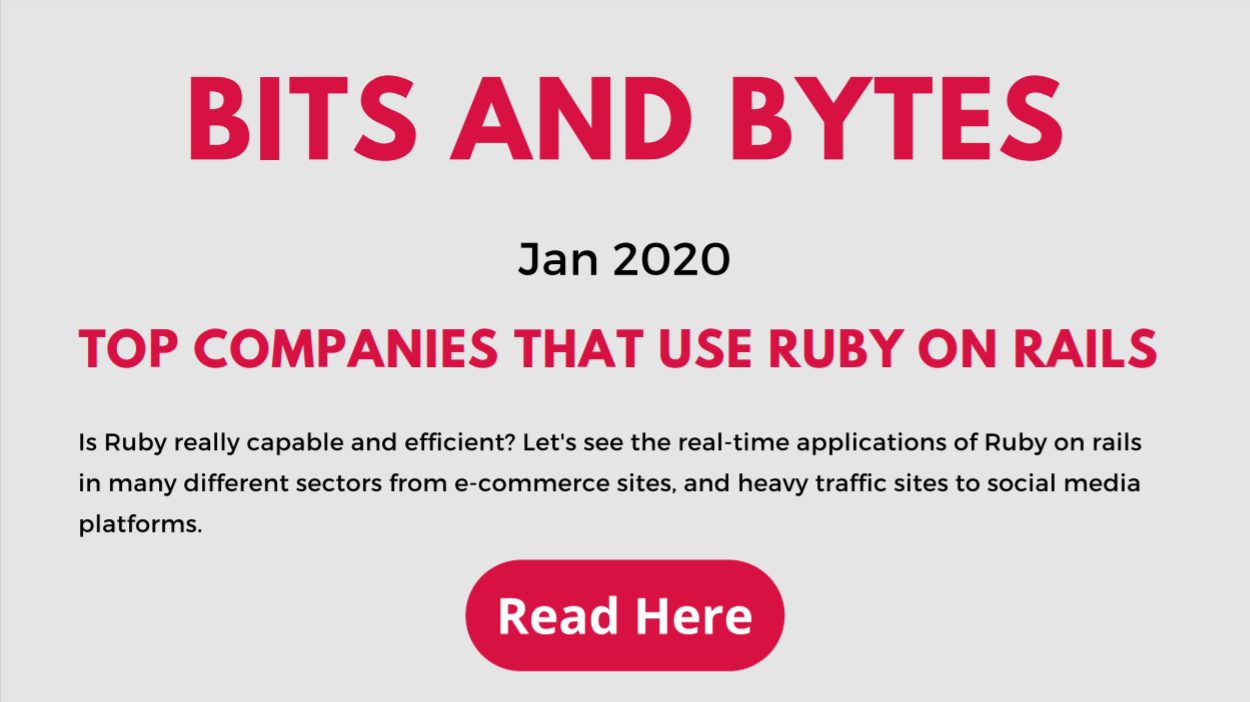 BITS AND BYTES
Jan 2020
TOP COMPANIES THAT USE RUBY ON RAILS
Is Ruby really capable and efficient? Let's see the real-time applications of Ruby on rails
in many different sectors from e-commerce sites, and heavy traffic sites to social media
platforms.
Read Here